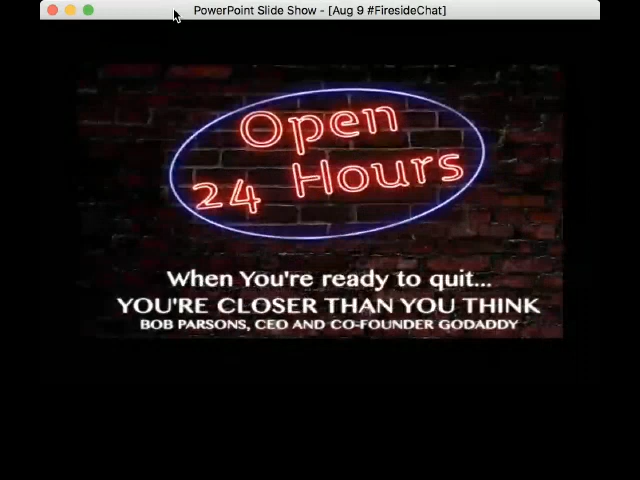 PowerPoint Slide Show - [Aug 9 #FiresideChat]
Open
24 Hours
When You're ready to quit...
YOU'RE CLOSER THAN YOU THINK
BOB PARSONS, CEO AND CO-FOUNDER GODADDY